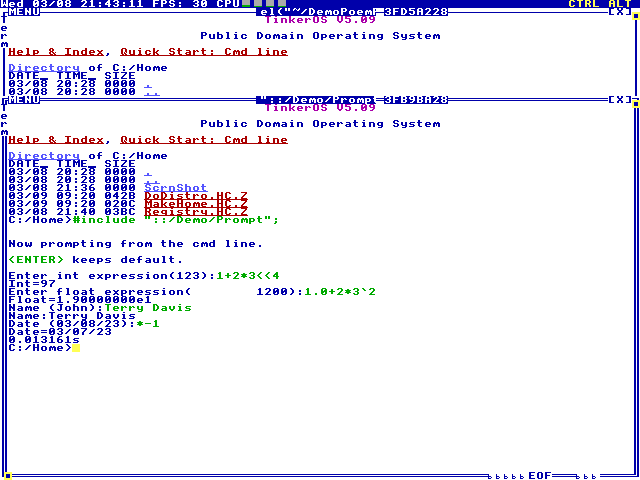 Wed 03/08 21:43:11 FPS: 30 CPU CTRL ALT
MENU el("~/DemoPoemF 3FD5A228 [X]
Term
TinkerOS V5.09
Public Domain Operating System
Help & Index, Quick Start: Cmd line
Directory of C:/Home
DATE_ TIME_ SIZE
03/08 20:28 0000 .
03/08 20:28 0000 ..
MENU "::/Demo/Prompt 3FB98A28 [X]
Term
TinkerOS V5.09
Public Domain Operating System
Help & Index, Quick Start: Cmd line
Directory of C:/Home
DATE_ TIME_ SIZE
03/08 20:28 0000 .
03/08 20:28 0000 ..
03/08 21:36 0000 ScrnShot
03/09 09:20 042B DoDistro.HC.Z
03/09 09:20 020C MakeHome.HC.Z
03/08 21:40 03BC Registry.HC.Z
C:/Home>#include "::/Demo/Prompt";
Now prompting from the cmd line.
<ENTER> keeps default.
Enter int expression(123):1+2*3<<4
Int=97
Enter float expression( 1200):1.0+2*3`2
Float=1.90000000e1
Name (John):Terry Davis
Name:Terry Davis
Date (03/08/23):*-1
Date=03/07/23
0.013161s
C:/Home>
EOF